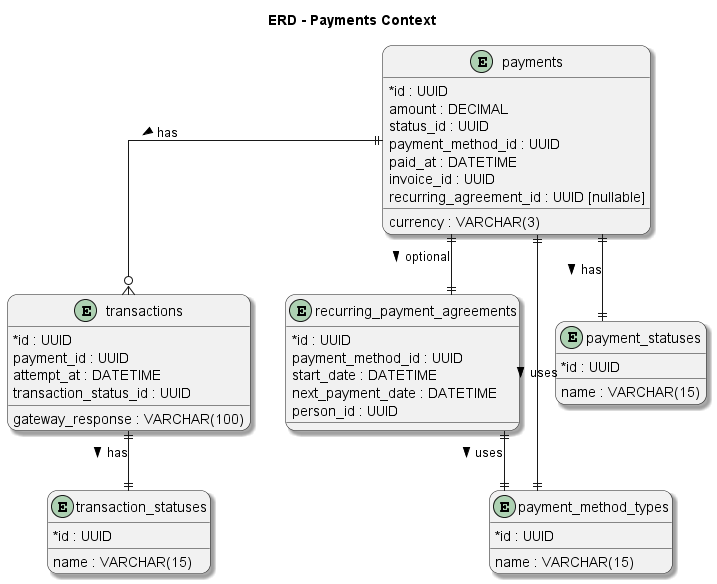 ERD - Payments Context
E payments
*id : UUID
amount : DECIMAL
status_id : UUID
payment_method_id : UUID
paid_at : DATETIME
invoice_id : UUID
recurring_agreement_id : UUID [nullable]
currency : VARCHAR(3)
has
optional
has
uses
E transactions
*id : UUID
payment_id : UUID
attempt_at : DATETIME
transaction_status_id : UUID
gateway_response : VARCHAR(100)
E recurring_payment_agreements
*id : UUID
payment_method_id : UUID
start_date : DATETIME
next_payment_date : DATETIME
person_id : UUID
E payment_statuses
*id : UUID
name : VARCHAR(15)
has
uses
E transaction_statuses
*id : UUID
name : VARCHAR(15)
E payment_method_types
*id : UUID
name : VARCHAR(15)